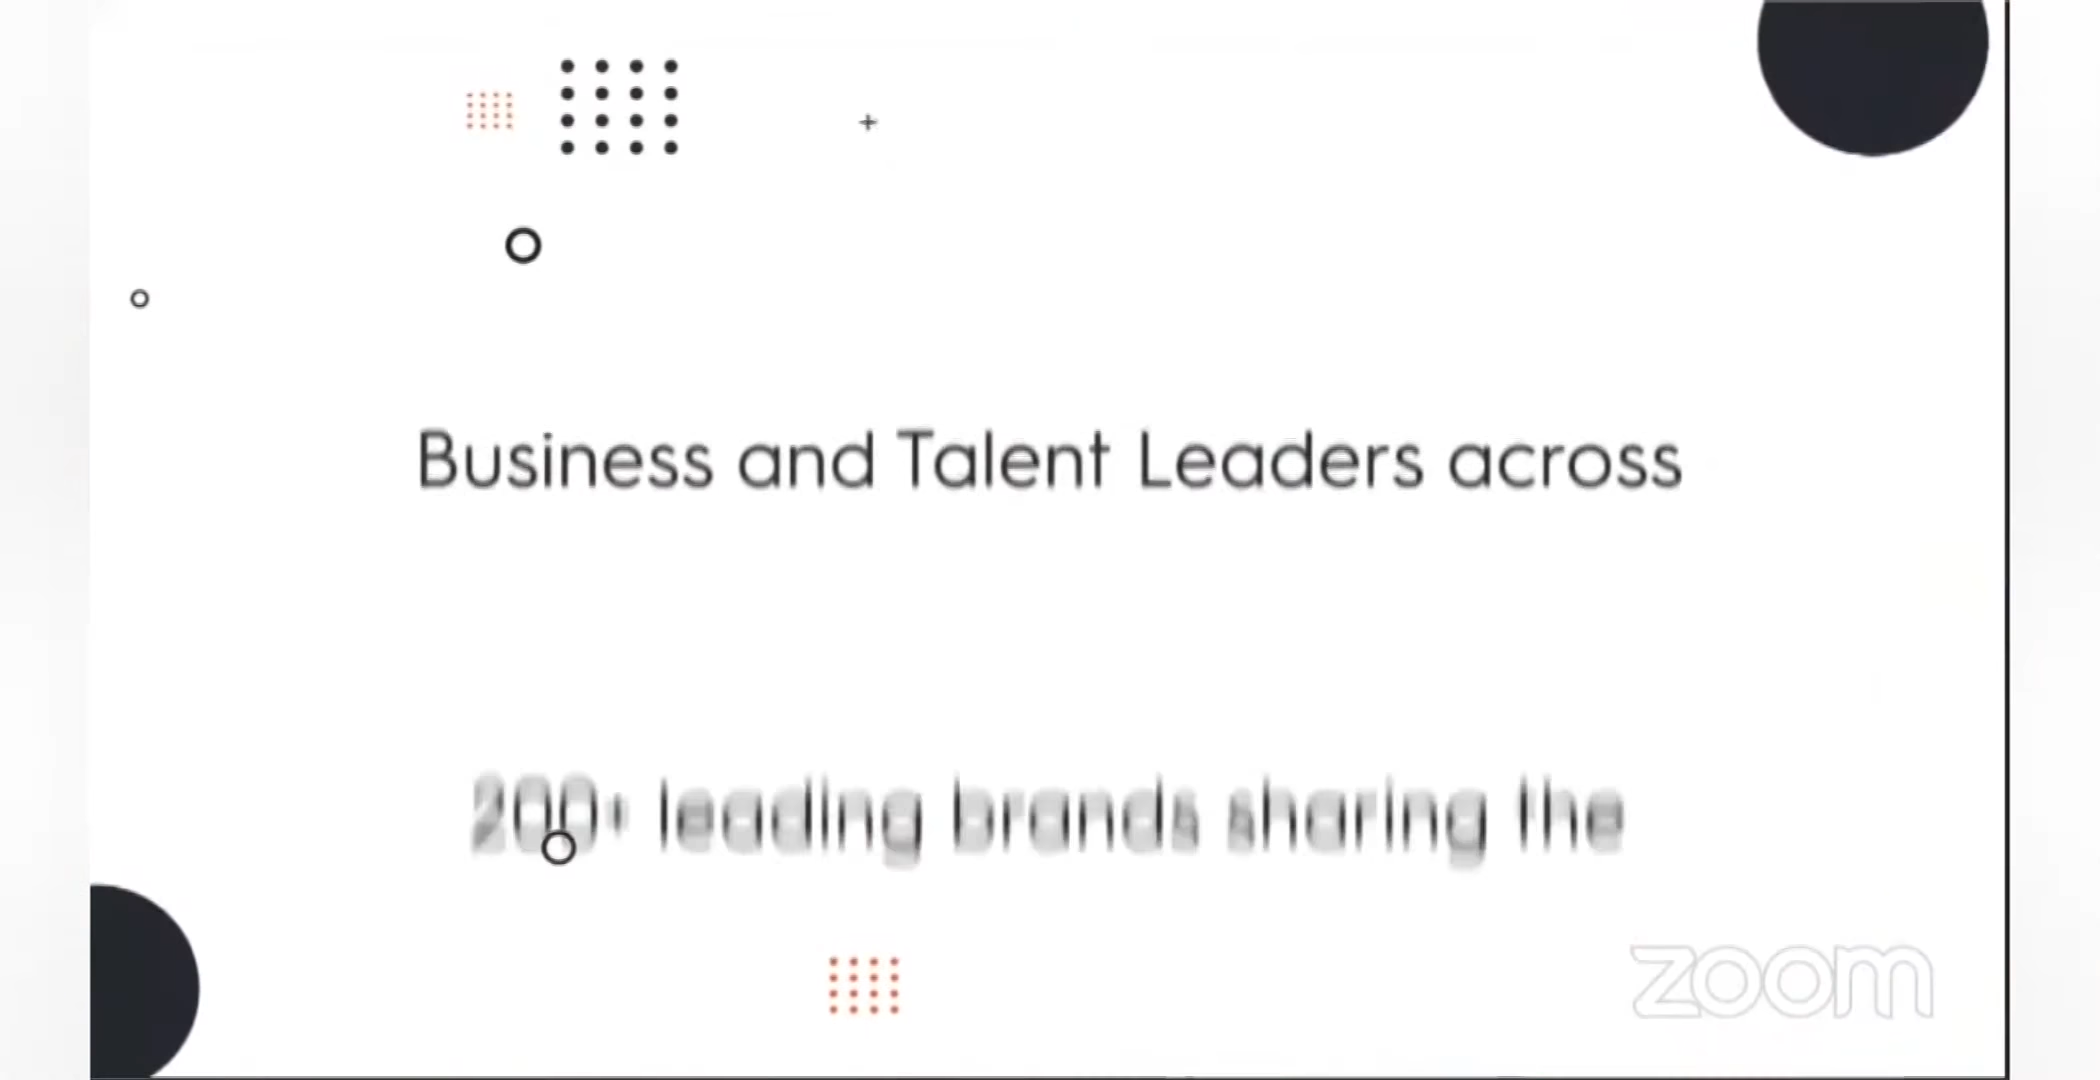 Business and Talent Leaders across
200+ leading brands sharing the
zoom